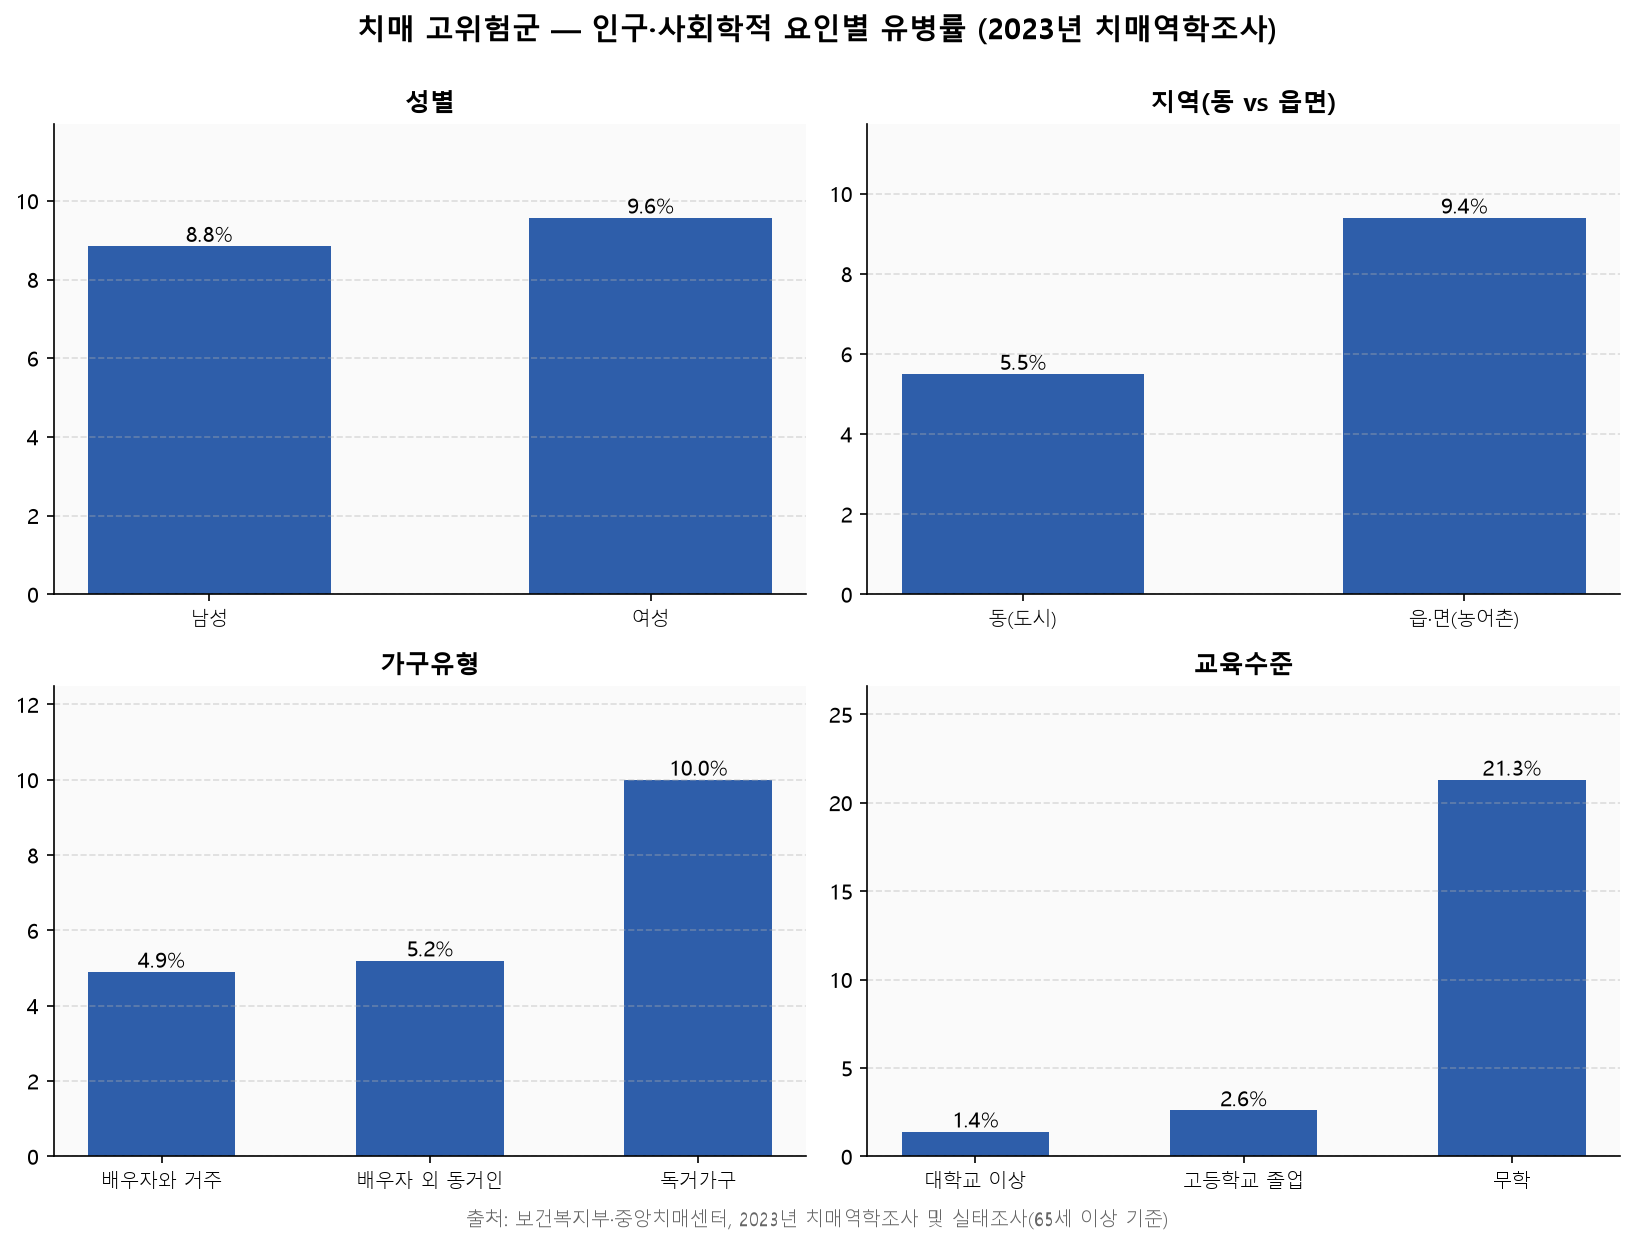 치매 고위험군 — 인구·사회학적 요인별 유병률 (2023년 치매역학조사)
성별
10
8
6
4
2
0
8.8%
9.6%
남성
여성
지역(동 vs 읍면)
10
8
6
4
2
0
5.5%
9.4%
동(도시)
읍·면(농어촌)
가구유형
12
10
8
6
4
2
0
4.9%
5.2%
10.0%
배우자와 거주
배우자 외 동거인
독거가구
교육수준
25
20
15
10
5
0
1.4%
2.6%
21.3%
대학교 이상
고등학교 졸업
무학
출처: 보건복지부·중앙치매센터, 2023년 치매역학조사 및 실태조사(65세 이상 기준)